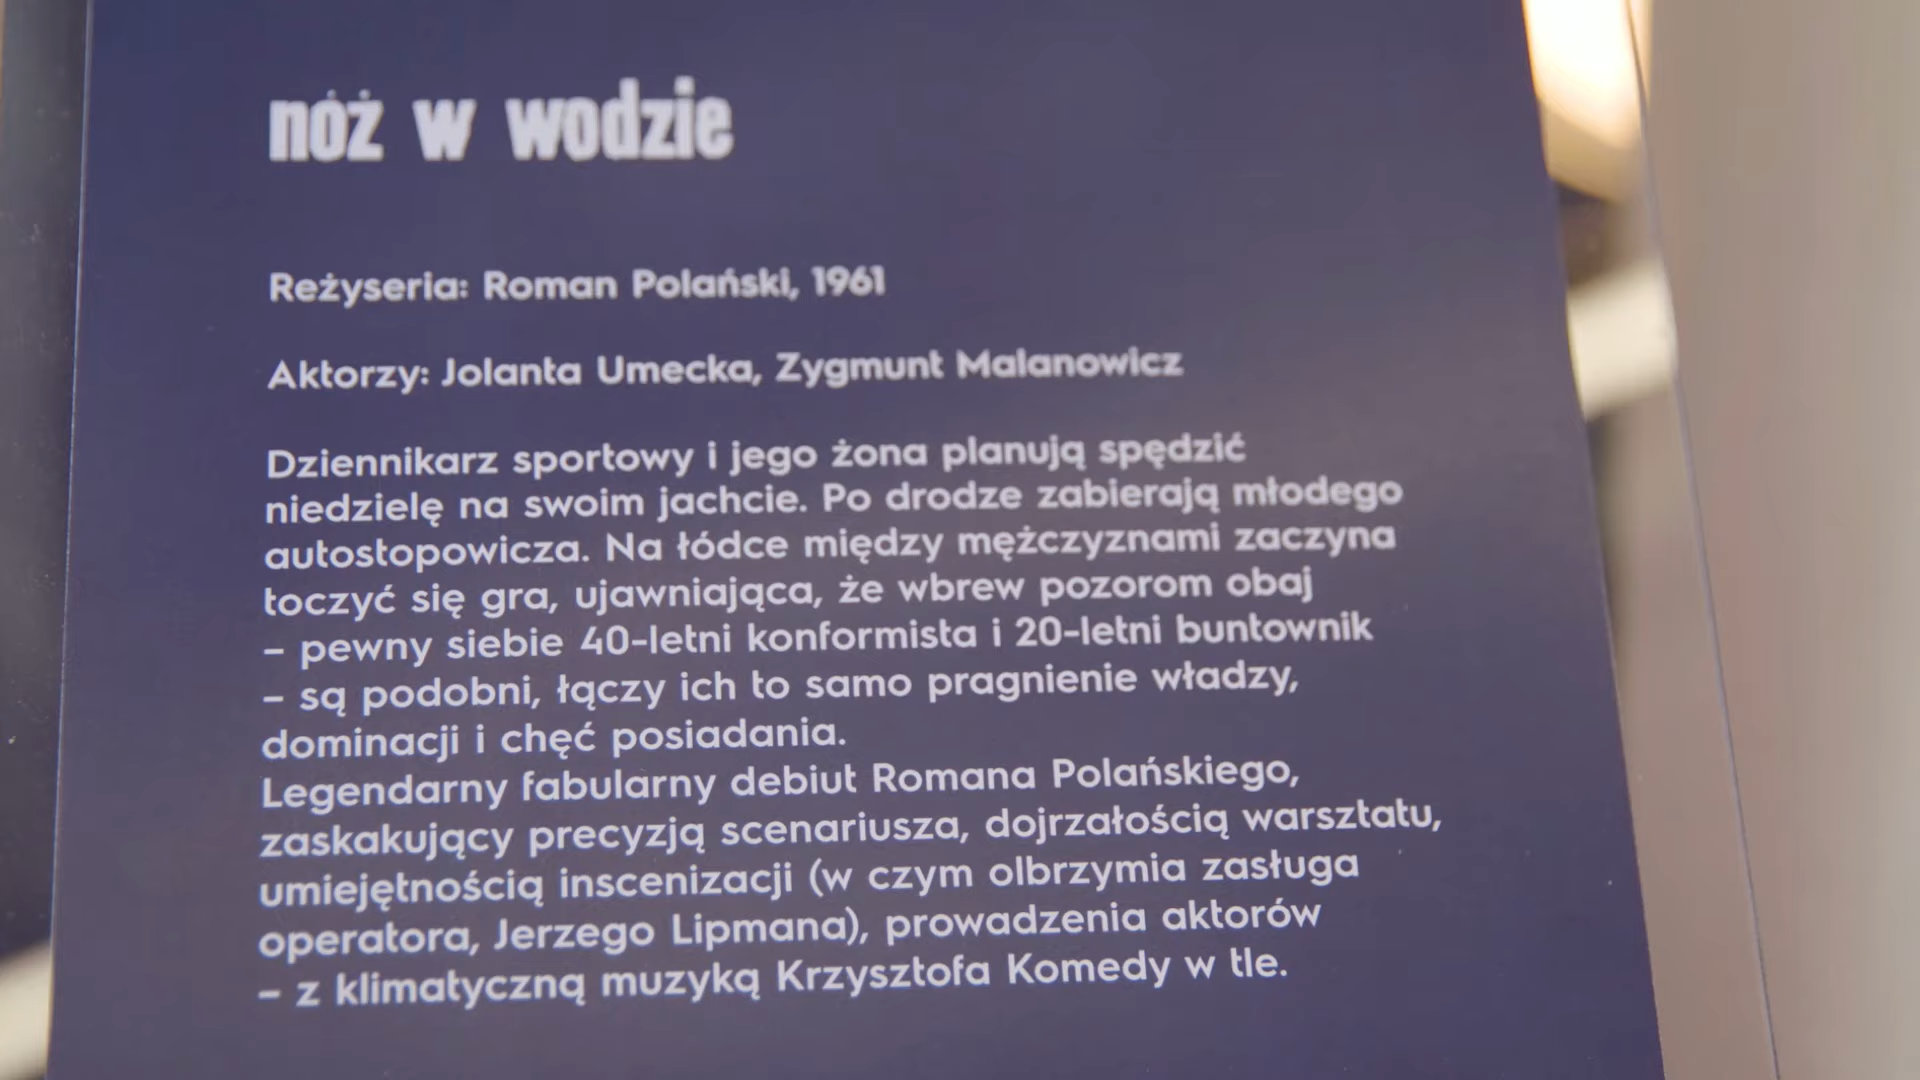 nóż w wodzie
Reżyseria: Roman Polański, 1961
Aktorzy: Jolanta Umecka, Zygmunt Malanowicz
Dziennikarz sportowy i jego żona planują spędzić
niedzielę na swoim jachcie. Po drodze zabierają młodego
autostopowicza. Na łódce między mężczyznami zaczyna
toczyć się gra, ujawniająca, że wbrew pozorom obaj
– pewny siebie 40-letni konformista i 20-letni buntownik
– są podobni, łączy ich to samo pragnienie władzy,
dominacji i chęć posiadania.
Legendarny fabularny debiut Romana Polańskiego,
zaskakujący precyzją scenariusza, dojrzałością warsztatu,
umiejętnością inscenizacji (w czym olbrzymia zasługa
operatora, Jerzego Lipmana), prowadzenia aktorów
– z klimatyczną muzyką Krzysztofa Komedy w tle.